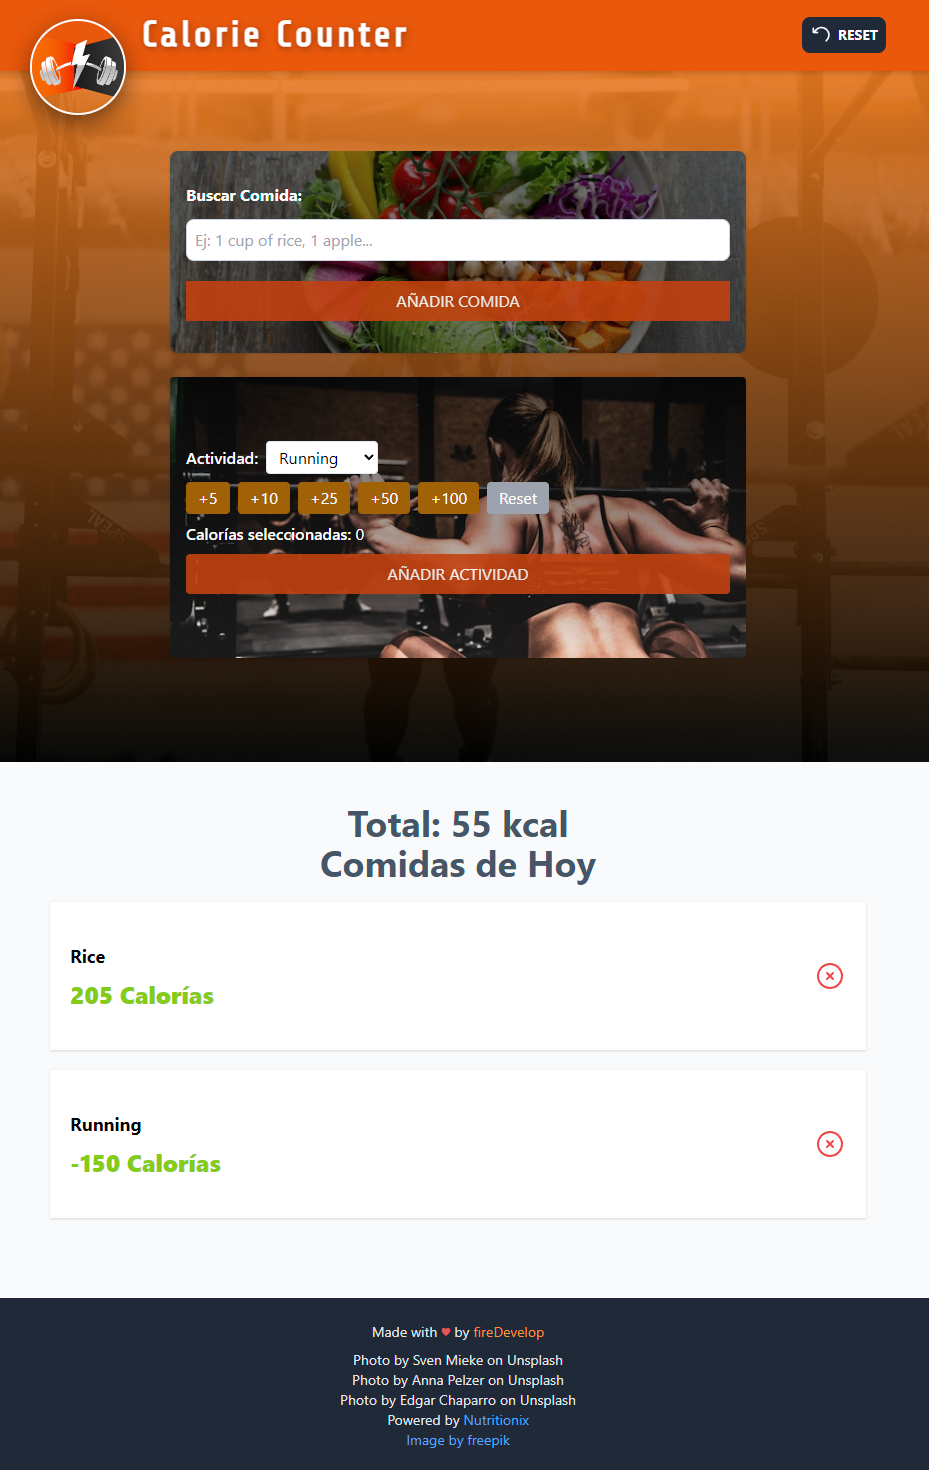 Calorie Counter
RESET
Buscar Comida:
Ej: 1 cup of rice, 1 apple...
AÑADIR COMIDA
Actividad: Running
+5 +10 +25 +50 +100 Reset
Calorías seleccionadas: 0
AÑADIR ACTIVIDAD
Total: 55 kcal
Comidas de Hoy
Rice
205 Calorías
Running
-150 Calorías
Made with ♥ by fireDevelop
Photo by Sven Mieke on Unsplash
Photo by Anna Pelzer on Unsplash
Photo by Edgar Chaparro on Unsplash
Powered by Nutritionix
Image by freepik